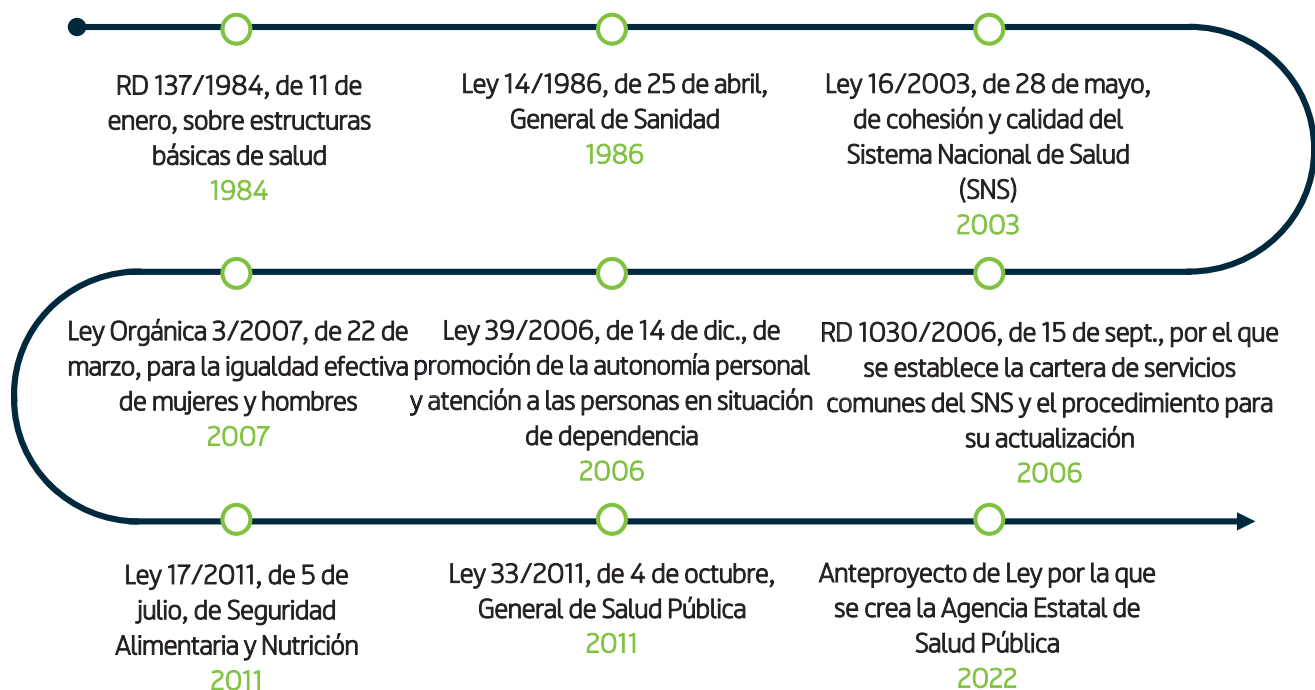 RD 137/1984, de 11 de
enero, sobre estructuras
básicas de salud
1984
Ley 14/1986, de 25 de abril,
General de Sanidad
1986
Ley 16/2003, de 28 de mayo,
de cohesión y calidad del
Sistema Nacional de Salud
(SNS)
2003
RD 1030/2006, de 15 de sept., por el que
se establece la cartera de servicios
comunes del SNS y el procedimiento para
su actualización
2006
Ley 39/2006, de 14 de dic., de
promoción de la autonomía personal
y atención a las personas en situación
de dependencia
2006
Ley Orgánica 3/2007, de 22 de
marzo, para la igualdad efectiva
de mujeres y hombres
2007
Ley 17/2011, de 5 de
julio, de Seguridad
Alimentaria y Nutrición
2011
Ley 33/2011, de 4 de octubre,
General de Salud Pública
2011
Anteproyecto de Ley por la que
se crea la Agencia Estatal de
Salud Pública
2022